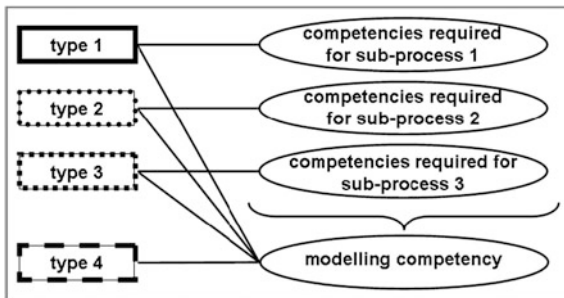 type 1
competencies required
for sub-process 1
type 2
competencies required
for sub-process 2
type 3
competencies required for
sub-process 3
type 4
modelling competency